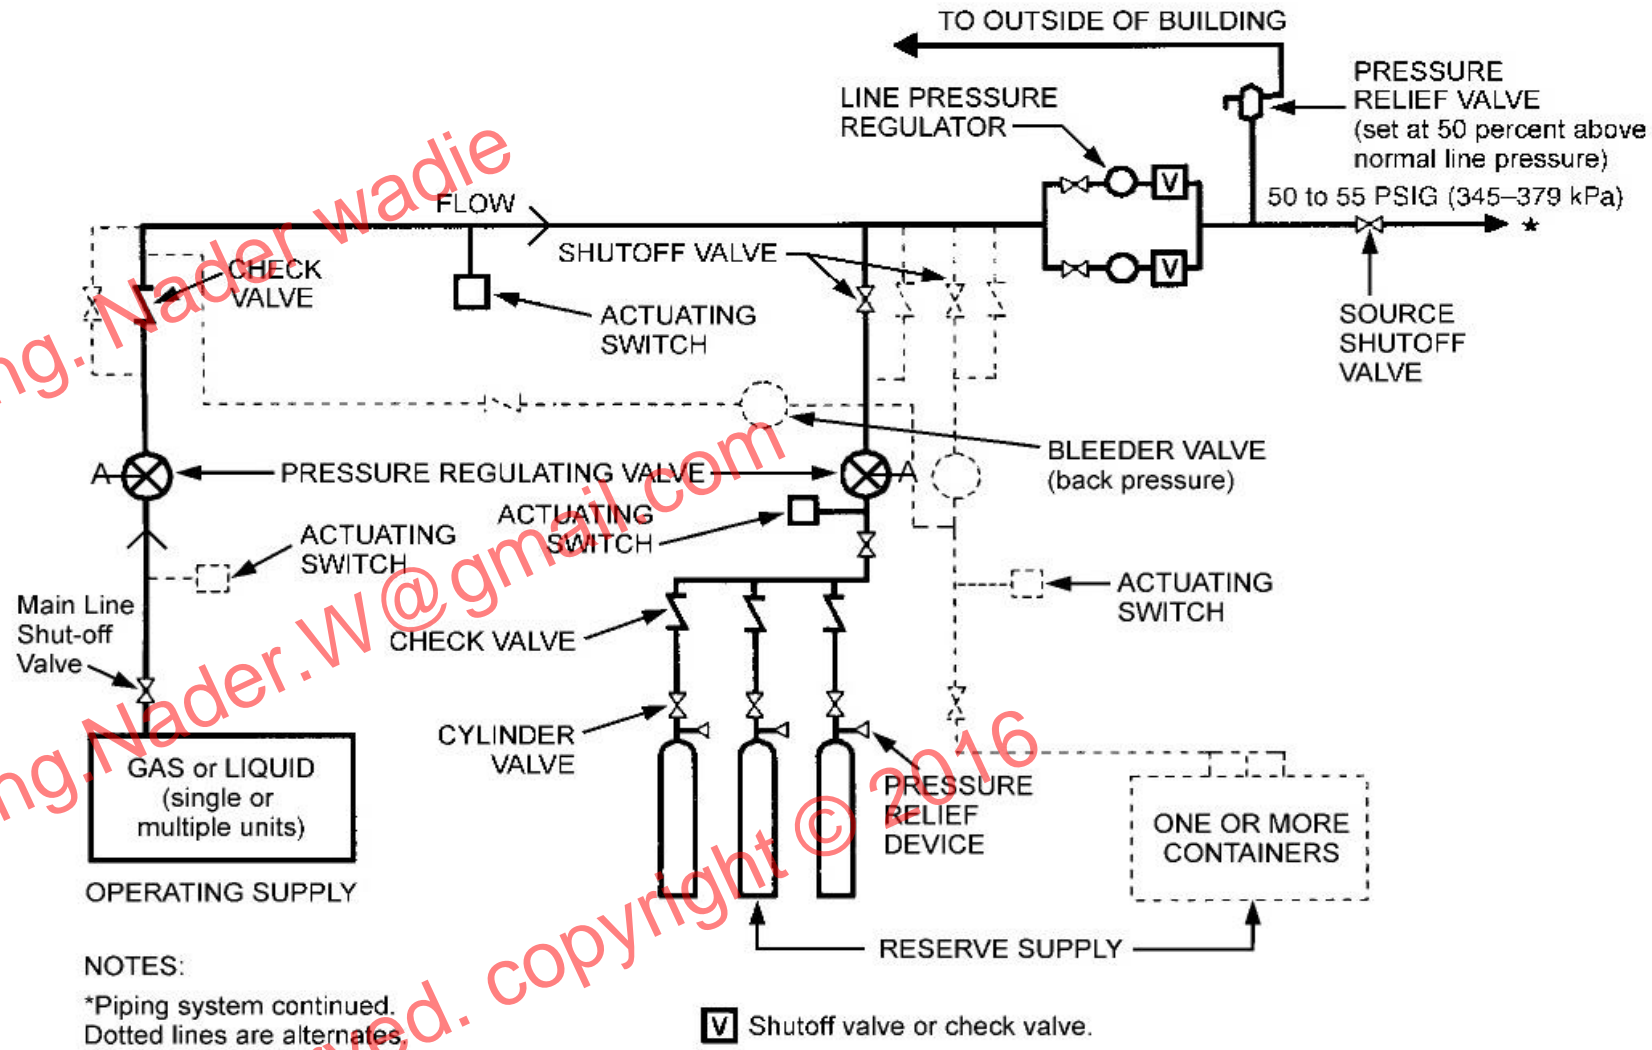 TO OUTSIDE OF BUILDING
PRESSURE
RELIEF VALVE
(set at 50 percent above
normal line pressure)
LINE PRESSURE
REGULATOR
V
50 to 55 PSIG (345–379 kPa)
*
FLOW
SHUTOFF VALVE
V
CHECK
VALVE
ACTUATING
SWITCH
SOURCE
SHUTOFF
VALVE
BLEEDER VALVE
(back pressure)
A
PRESSURE REGULATING VALVE
A
ACTUATING
SWITCH
ACTUATING
SWITCH
ACTUATING
SWITCH
Main Line
Shut-off
Valve
CHECK VALVE
CYLINDER
VALVE
PRESSURE
RELIEF
DEVICE
GAS or LIQUID
(single or
multiple units)
ONE OR MORE
CONTAINERS
OPERATING SUPPLY
RESERVE SUPPLY
NOTES:
*Piping system continued.
Dotted lines are alternates.
V Shutoff valve or check valve.
ng. Nader wadie
ng.Nader.W@gmail.com
rved. copyright © 2016